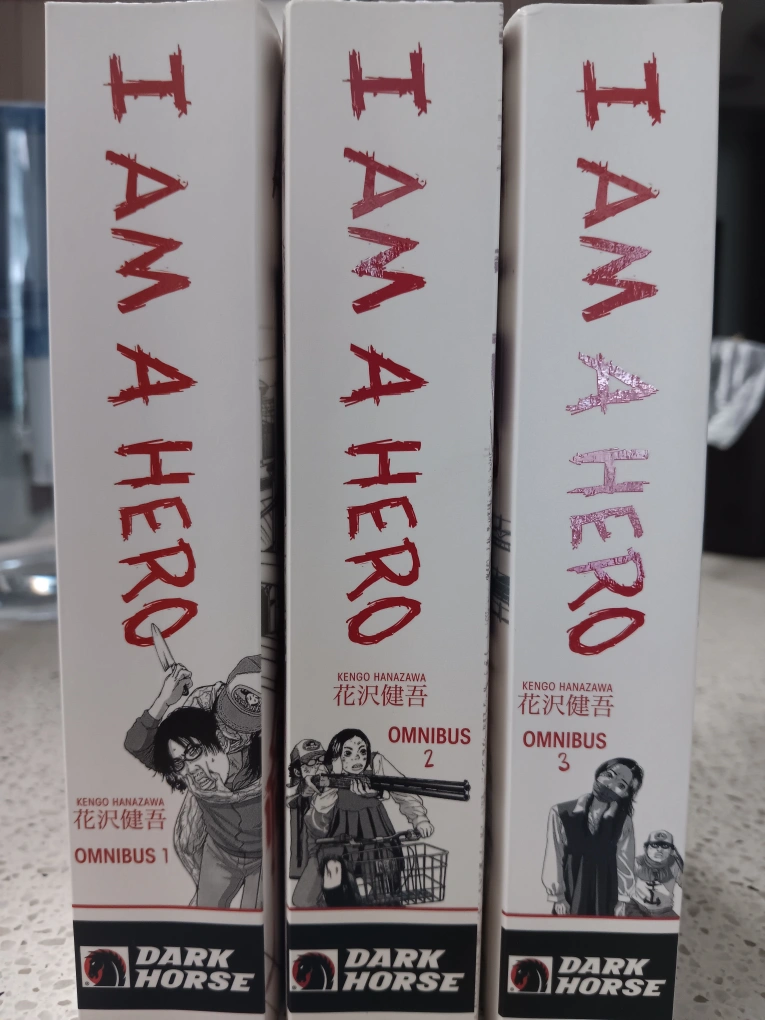 I AM A HERO
KENGO HANAZAWA
花沢健吾
OMNIBUS 1
DARK
HORSE
I AM A HERO
KENGO HANAZAWA
花沢健吾
OMNIBUS
2
DARK
HORSE
I AM A HERO
KENGO HANAZAWA
花沢健吾
OMNIBUS
3
DARK
HORSE